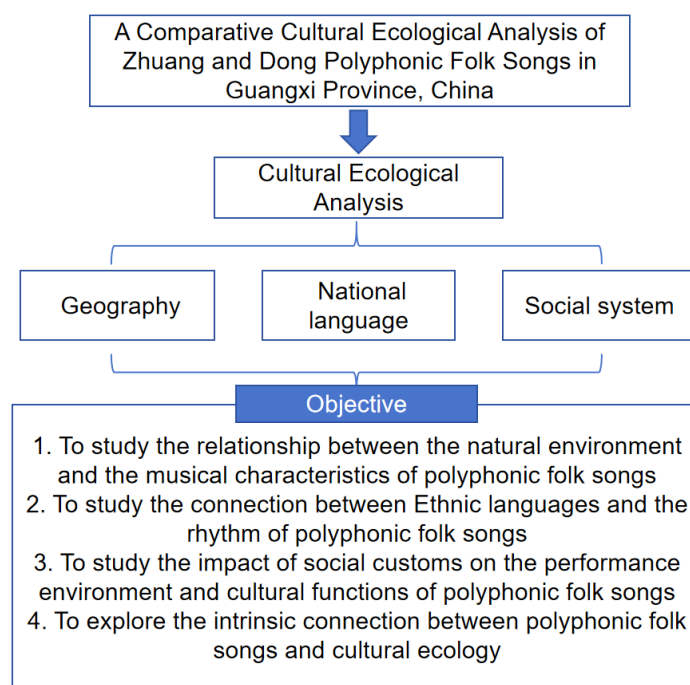 A Comparative Cultural Ecological Analysis of
Zhuang and Dong Polyphonic Folk Songs in
Guangxi Province, China
Cultural Ecological
Analysis
Geography
National
language
Social system
Objective
1. To study the relationship between the natural environment
and the musical characteristics of polyphonic folk songs
2. To study the connection between Ethnic languages and the
rhythm of polyphonic folk songs
3. To study the impact of social customs on the performance
environment and cultural functions of polyphonic folk songs
4. To explore the intrinsic connection between polyphonic folk
songs and cultural ecology